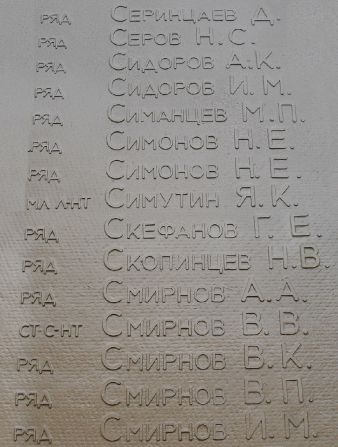 ряд Серинцаев Д.
ряд Серов Н.С.
ряд Сидоров А.К.
ряд Сидоров И.М.
ряд Симанцев М.П.
ряд Симонов Н.Е.
ряд Симонов Н.Е.
мл л-нт Симутин Я.К.
ряд Скефанов Г.Е.
ряд Скопинцев Н.В.
ряд Смирнов А.А.
ст-с-нт Смирнов В.В.
ряд Смирнов В.К.
ряд Смирнов В.П.
ряд Смирнов И.М.